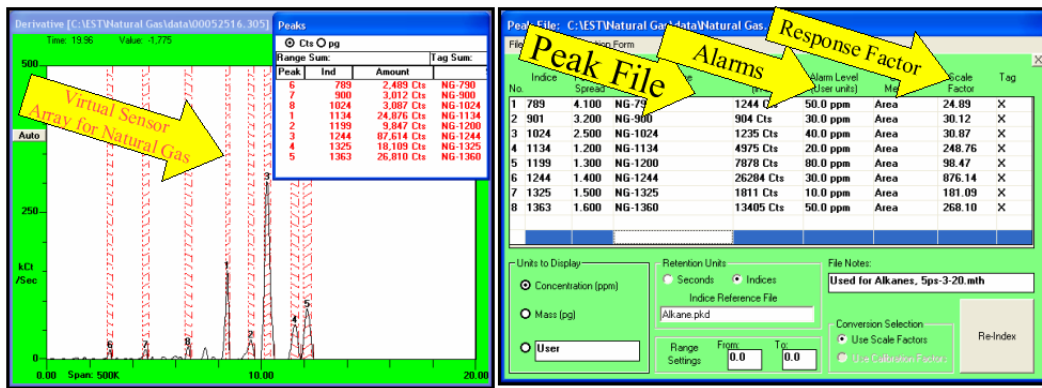 Derivative [C:\EST\Natural Gas\data\00052516.305]
Time: 19.96 Value: -1,775
500
Auto
250
kCt
/Sec
0
0.00 Span: 500K 10.00 20.00
6 7 8 1 2 3 4 5
Virtual Sensor
Array for Natural Gas
Peaks
Cts pg
Range Sum: Tag Sum:
Peak Ind Amount
6 789 2,489 Cts NG-790
7 900 3,012 Cts NG-900
8 1024 3,087 Cts NG-1024
1 1134 24,876 Cts NG-1134
2 1199 9,847 Cts NG-1200
3 1244 87,614 Cts NG-1244
4 1325 18,109 Cts NG-1325
5 1363 26,810 Cts NG-1360
Peak File: C:\EST\Natural Gas\data\Natural Gas.
Form
Peak File
Alarms
Response Factor
No. Indice Spread Alarm Level (User units) Scale Factor Tag
1 789 4.100 1244 50.0 ppm Area 24.89 X
2 901 3.200 NG-900 904 Cts 30.0 ppm Area 30.12 X
3 1024 2.500 NG-1024 1235 Cts 40.0 ppm Area 30.87 X
4 1134 1.200 NG-1134 4975 Cts 20.0 ppm Area 248.76 X
5 1199 1.300 NG-1200 7878 Cts 80.0 ppm Area 98.47 X
6 1244 1.400 NG-1244 26284 Cts 30.0 ppm Area 876.14 X
7 1325 1.500 NG-1325 1811 Cts 10.0 ppm Area 181.09 X
8 1363 1.600 NG-1360 13405 Cts 50.0 ppm Area 268.10 X
Units to Display
Concentration (ppm)
Mass (pg)
User
Retention Units
Seconds Indices
Indice Reference File
Alkane.pkd
Range
Settings
From: To:
0.0 0.0
File Notes:
Used for Alkanes, 5ps-3-20.mth
Conversion Selection
Use Scale Factors
Use Calibration Factors
Re-Index